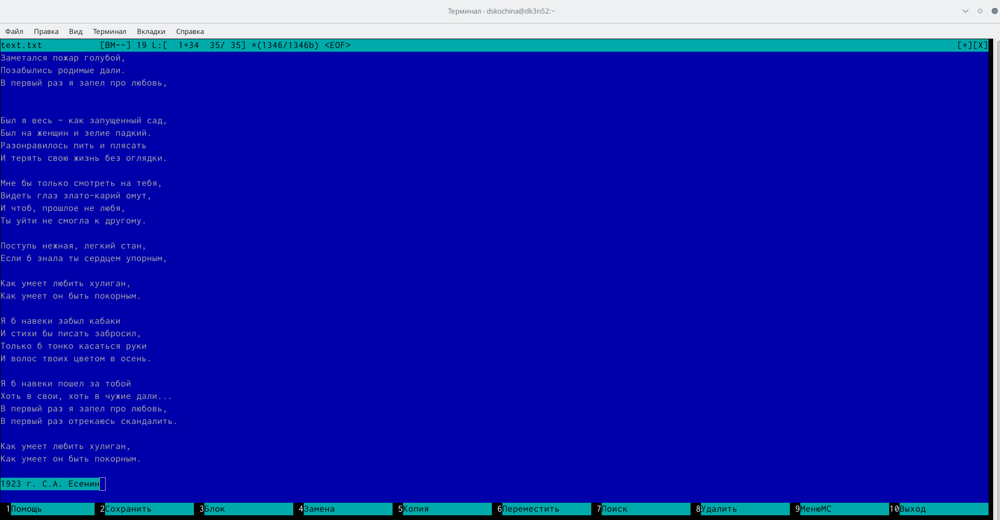 Терминал - dskochina@dk3n52:~
Файл Правка Вид Терминал Вкладки Справка
text.txt [BM--] 19 L:[ 1+34 35/ 35] *(1346/1346b) <EOF> [*][X]
Заметался пожар голубой,
Позабылись родимые дали.
В первый раз я запел про любовь,
Был я весь – как запущенный сад,
Был на женщин и зелие падкий.
Разонравилось пить и плясать
И терять свою жизнь без оглядки.
Мне бы только смотреть на тебя,
Видеть глаз злато-карий омут,
И чтоб, прошлое не любя,
Ты уйти не смогла к другому.
Поступь нежная, легкий стан,
Если б знала ты сердцем упорным,
Как умеет любить хулиган,
Как умеет он быть покорным.
Я б навеки забыл кабаки
И стихи бы писать забросил,
Только б тонко касаться руки
И волос твоих цветом в осень.
Я б навеки пошел за тобой
Хоть в свои, хоть в чужие дали...
В первый раз я запел про любовь,
В первый раз отрекаюсь скандалить.
Как умеет любить хулиган,
Как умеет он быть покорным.
1923 г. С.А. Есенин
1Помощь 2Сохранить 3Блок 4Замена 5Копия 6Переместить 7Поиск 8Удалить 9МенюМС 10Выход